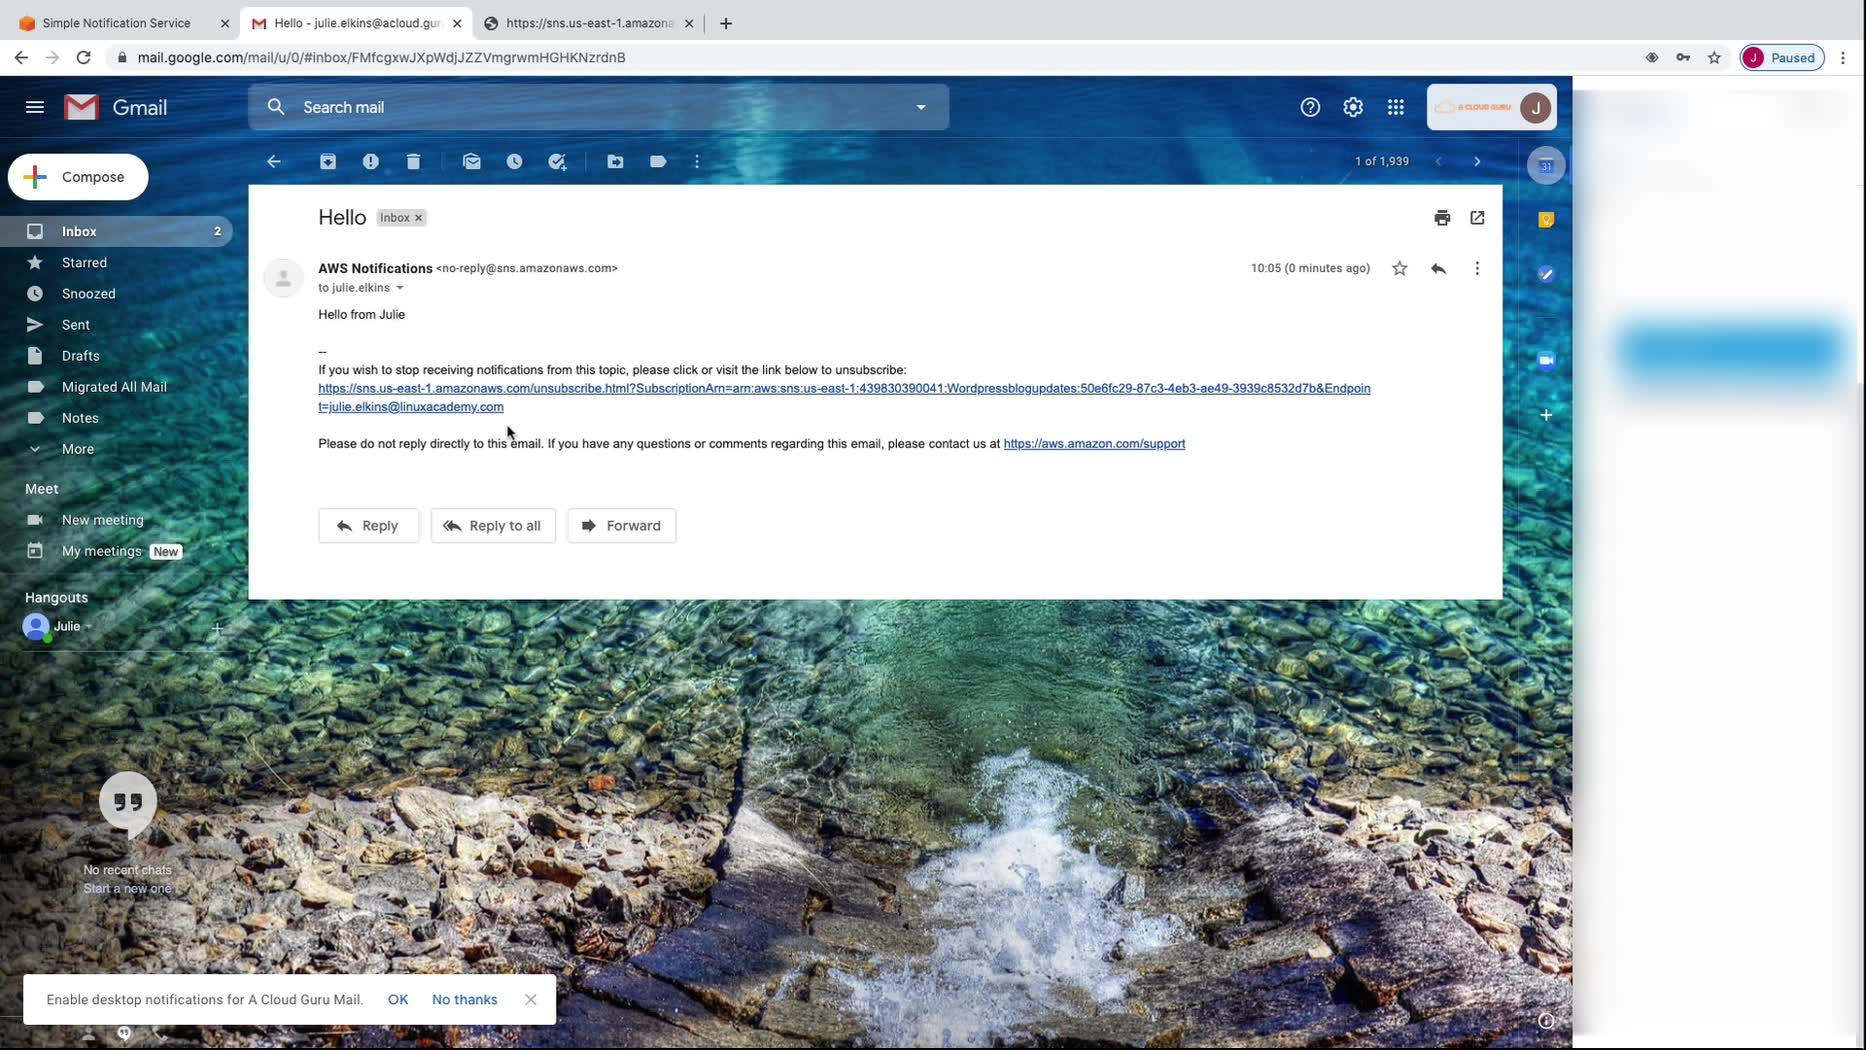 Simple Notification Service
Hello - julie.elkins@acloud.gur
https://sns.us-east-1.amazona
mail.google.com/mail/u/0/#inbox/FMfcgxwJXpWdjJZZVmgrwmHGHKNzrdnB
J Paused
Gmail
Search mail
A CLOUD GURU
J
Compose
1 of 1,939
31
Inbox 2
Starred
Snoozed
Sent
Drafts
Migrated All Mail
Notes
More
Meet
New meeting
My meetings New
Hangouts
Julie
No recent chats
Start a new one
Hello Inbox
AWS Notifications <no-reply@sns.amazonaws.com>
10:05 (0 minutes ago)
to julie.elkins
Hello from Julie
--
If you wish to stop receiving notifications from this topic, please click or visit the link below to unsubscribe:
https://sns.us-east-1.amazonaws.com/unsubscribe.html?SubscriptionArn=arn:aws:sns:us-east-1:439830390041:Wordpressblogupdates:50e6fc29-87c3-4eb3-ae49-3939c8532d7b&Endpoin
t=julie.elkins@linuxacademy.com
Please do not reply directly to this email. If you have any questions or comments regarding this email, please contact us at https://aws.amazon.com/support
Reply
Reply to all
Forward
Enable desktop notifications for A Cloud Guru Mail. OK No thanks